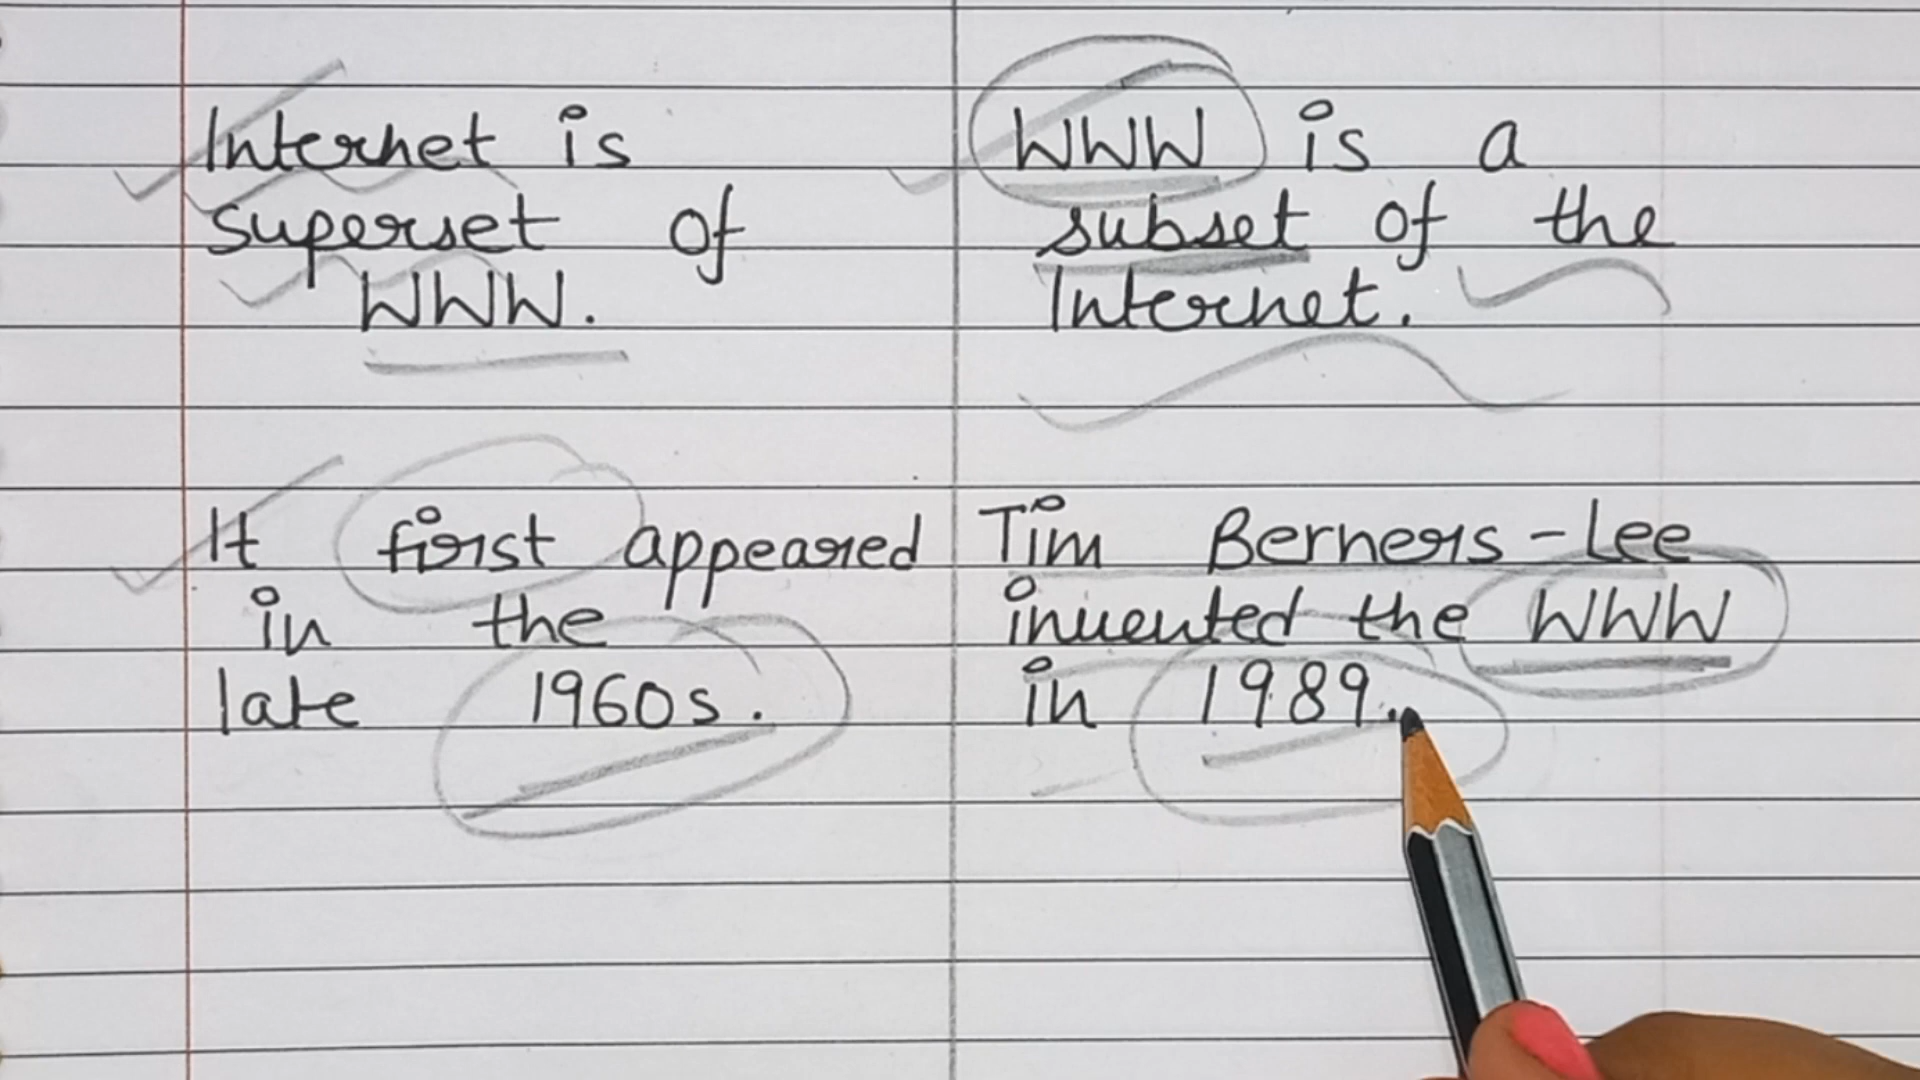 Internet is
superset of
WWW.
It first appeared
in the
late 1960s.
WWW is a
subset of the
Internet.
Tim Berners-Lee
invented the WWW
in 1989.